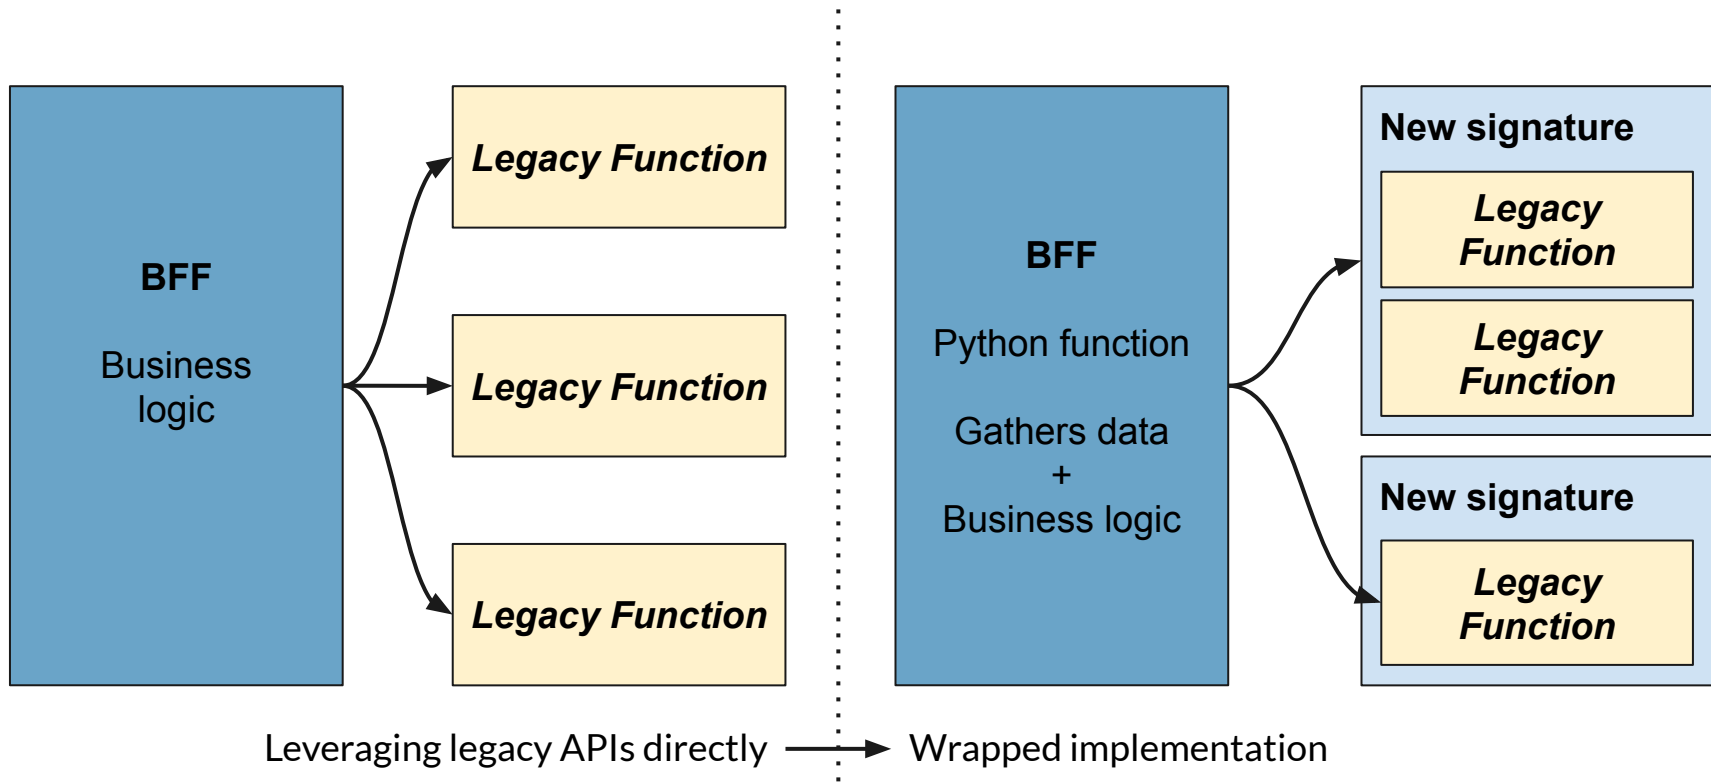 BFF
Business
logic
Legacy Function
Legacy Function
Legacy Function
BFF
Python function
Gathers data
+
Business logic
New signature
Legacy
Function
Legacy
Function
New signature
Legacy
Function
Leveraging legacy APIs directly
Wrapped implementation